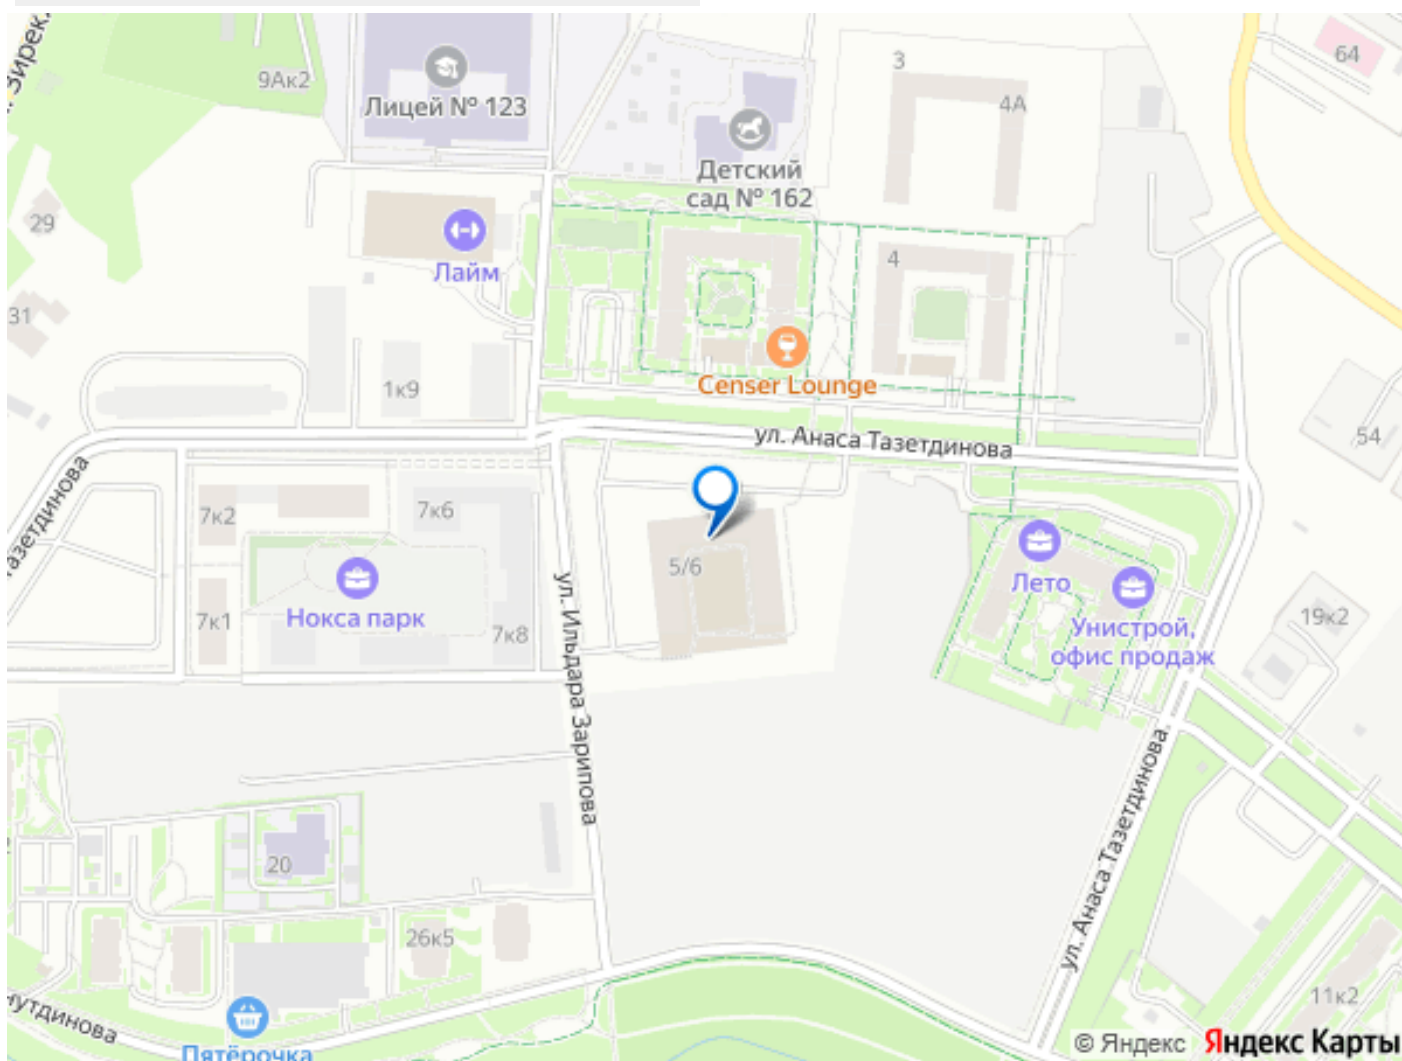 Зирек
9Ак2
Лицей № 123
3
64
4А
Детский
сад № 162
29
Лайм
4
31
1к9
Censer Lounge
ул. Анаса Тазетдинова
54
Тазетдинова
7к2
7к6
5/6
Лето
Нокса парк
7к1
7к8
Унистрой,
офис продаж
19к2
ул. Ильдара Зарипова
ул. Анаса Тазетдинова
20
26к5
11к2
Пятёрочка
© Яндекс Яндекс Карты